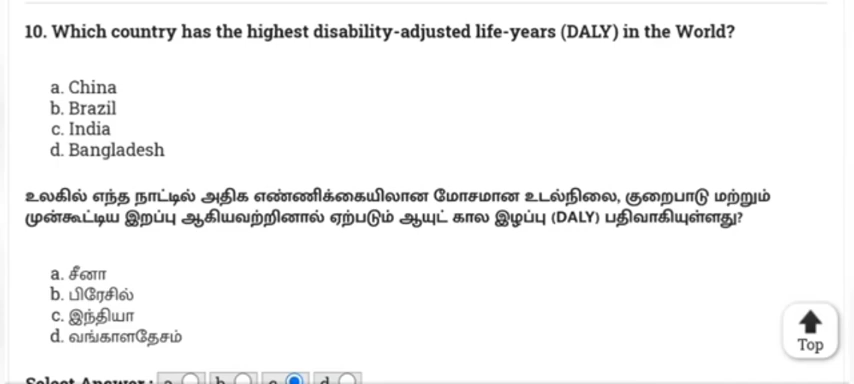 10. Which country has the highest disability-adjusted life-years (DALY) in the World?
a. China
b. Brazil
c. India
d. Bangladesh
உலகில் எந்த நாட்டில் அதிக எண்ணிக்கையிலான மோசமான உடல்நிலை, குறைபாடு மற்றும்
முன்கூட்டிய இறப்பு ஆகியவற்றினால் ஏற்படும் ஆயுட் கால இழப்பு (DALY) பதிவாகியுள்ளது?
a. சீனா
b. பிரேசில்
c. இந்தியா
d. வங்காளதேசம்
Top
Select Answer : a b c d